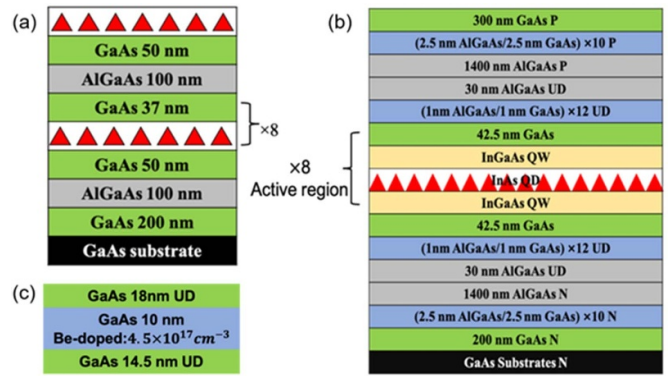 (a)
GaAs 50 nm
AlGaAs 100 nm
GaAs 37 nm
×8
GaAs 50 nm
AlGaAs 100 nm
GaAs 200 nm
GaAs substrate
(b)
300 nm GaAs P
(2.5 nm AlGaAs/2.5 nm GaAs) ×10 P
1400 nm AlGaAs P
30 nm AlGaAs UD
(1nm AlGaAs/1 nm GaAs) ×12 UD
42.5 nm GaAs
InGaAs QW
InAs QD
InGaAs QW
×8
Active region
42.5 nm GaAs
(1nm AlGaAs/1 nm GaAs) ×12 UD
30 nm AlGaAs UD
1400 nm AlGaAs N
(2.5 nm AlGaAs/2.5 nm GaAs) ×10 N
200 nm GaAs N
GaAs Substrates N
(c)
GaAs 18nm UD
GaAs 10 nm
Be-doped:4.5×10¹⁷cm⁻³
GaAs 14.5 nm UD